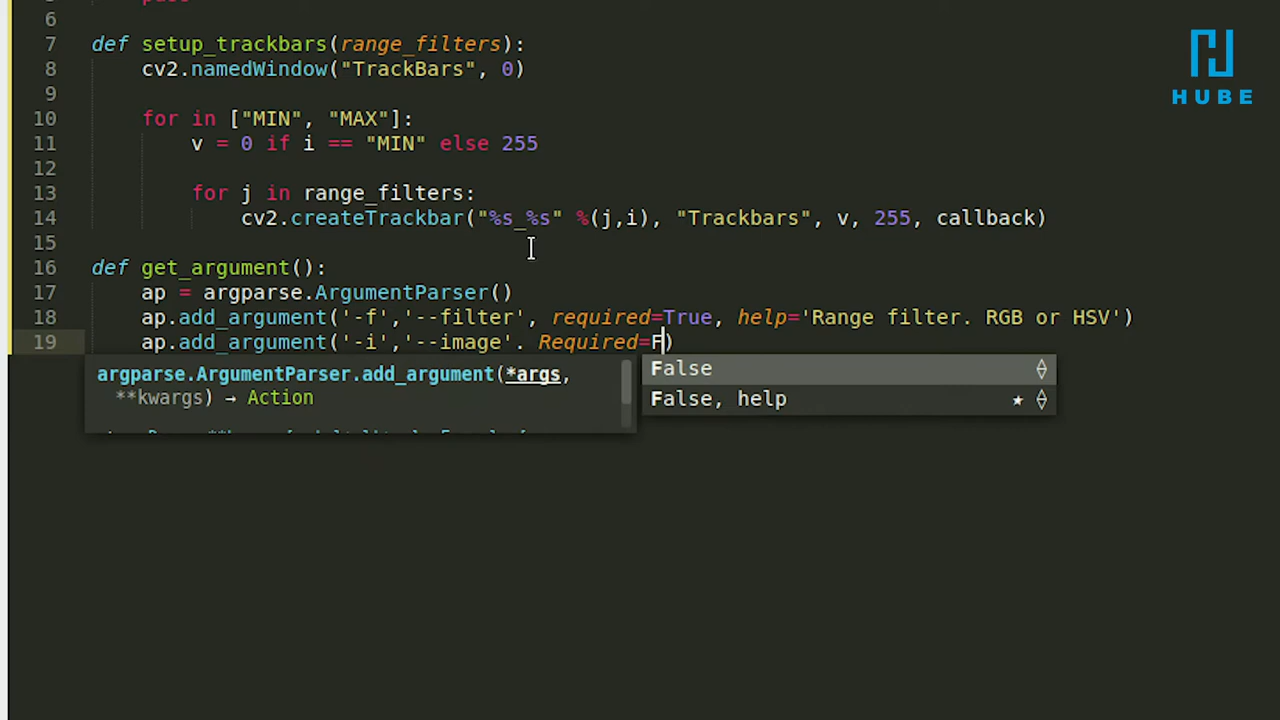 6
7 def setup_trackbars(range_filters):
HUBE
8 cv2.namedWindow("TrackBars", 0)
9
10 for in ["MIN", "MAX"]:
11 v = 0 if i == "MIN" else 255
12
13 for j in range_filters:
14 cv2.createTrackbar("%s_%s" %(j,i), "Trackbars", v, 255, callback)
15
16 def get_argument():
17 ap = argparse.ArgumentParser()
18 ap.add_argument('-f','--filter', required=True, help='Range filter. RGB or HSV')
19 ap.add_argument('-i','--image'. Required=F)
argparse.ArgumentParser.add_argument(*args,
**kwargs) → Action
False
False, help ★